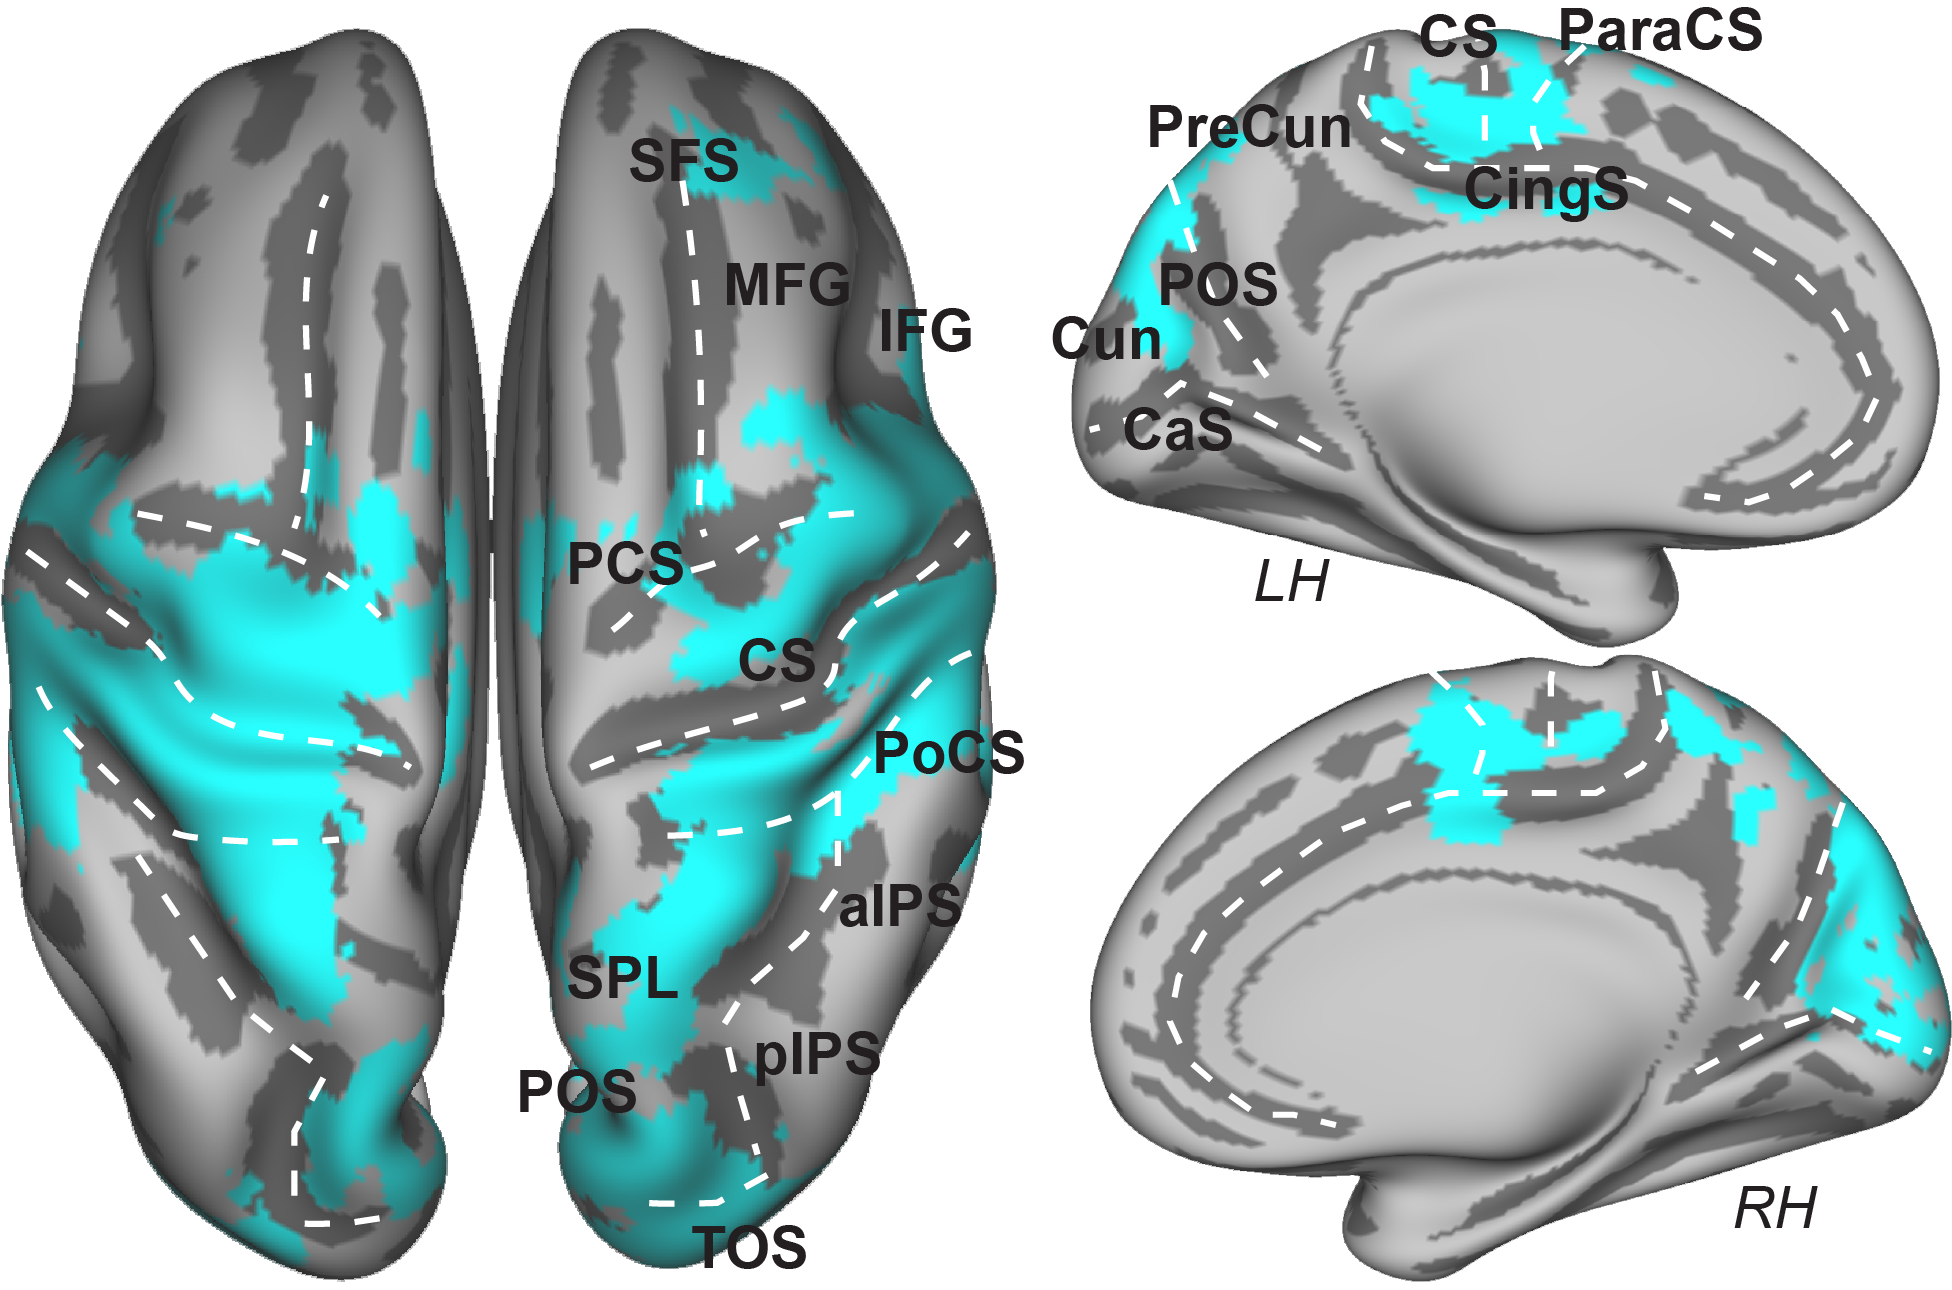 SFS
MFG
IFG
PCS
CS
PoCS
aIPS
SPL
pIPS
POS
TOS
CS
ParaCS
PreCun
CingS
POS
Cun
CaS
LH
RH